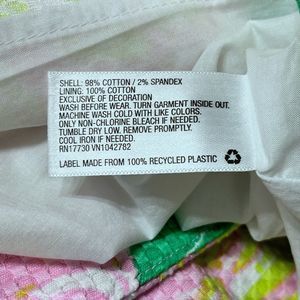 SHELL: 98% COTTON / 2% SPANDEX
LINING: 100% COTTON
EXCLUSIVE OF DECORATION
WASH BEFORE WEAR. TURN GARMENT INSIDE OUT.
MACHINE WASH COLD WITH LIKE COLORS.
ONLY NON-CHLORINE BLEACH IF NEEDED.
TUMBLE DRY LOW. REMOVE PROMPTLY.
COOL IRON IF NEEDED.
RN17730 VN1042782
LABEL MADE FROM 100% RECYCLED PLASTIC